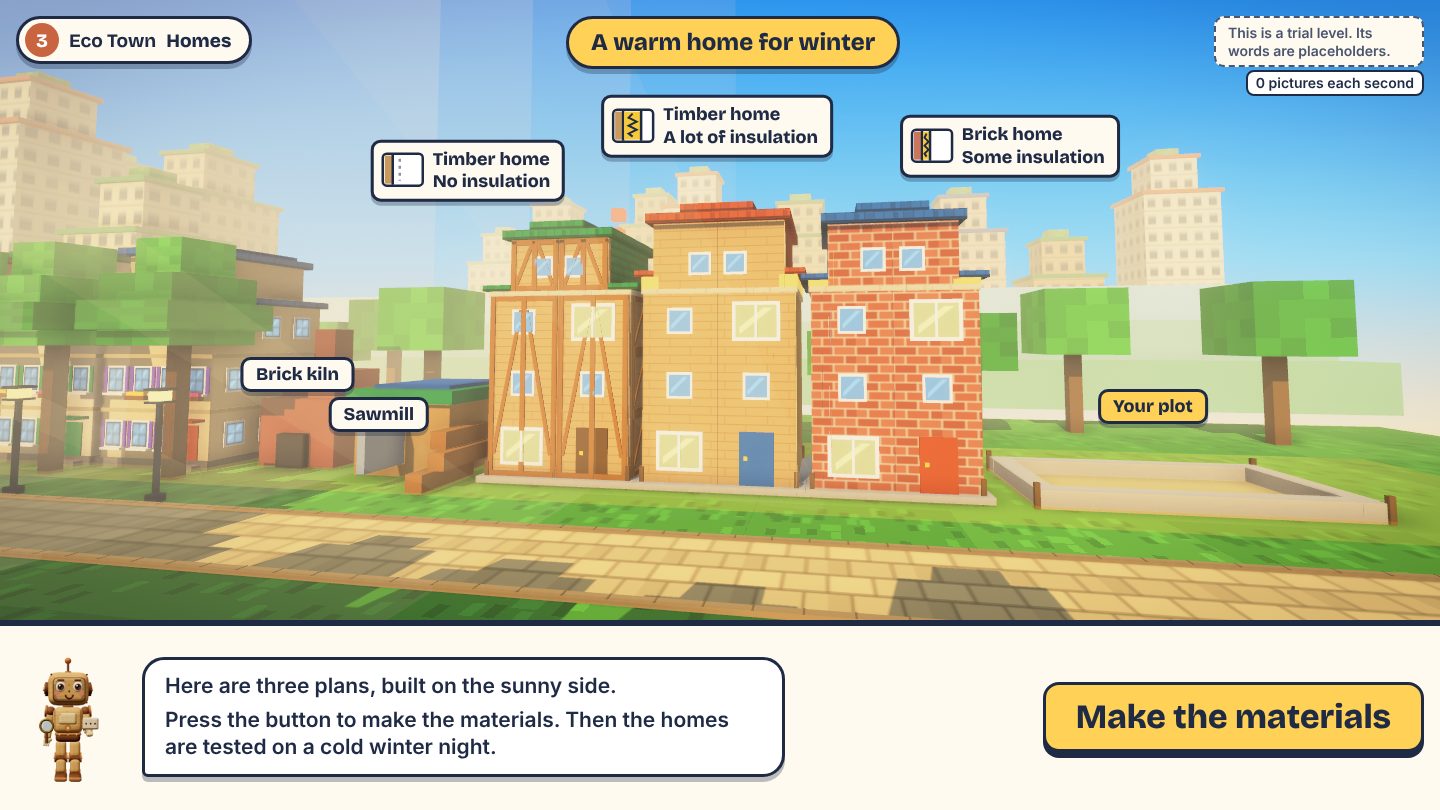 3 Eco Town Homes
A warm home for winter
This is a trial level. Its
words are placeholders.
0 pictures each second
Timber home
No insulation
Timber home
A lot of insulation
Brick home
Some insulation
Brick kiln
Sawmill
Your plot
Here are three plans, built on the sunny side.
Press the button to make the materials. Then the homes
are tested on a cold winter night.
Make the materials